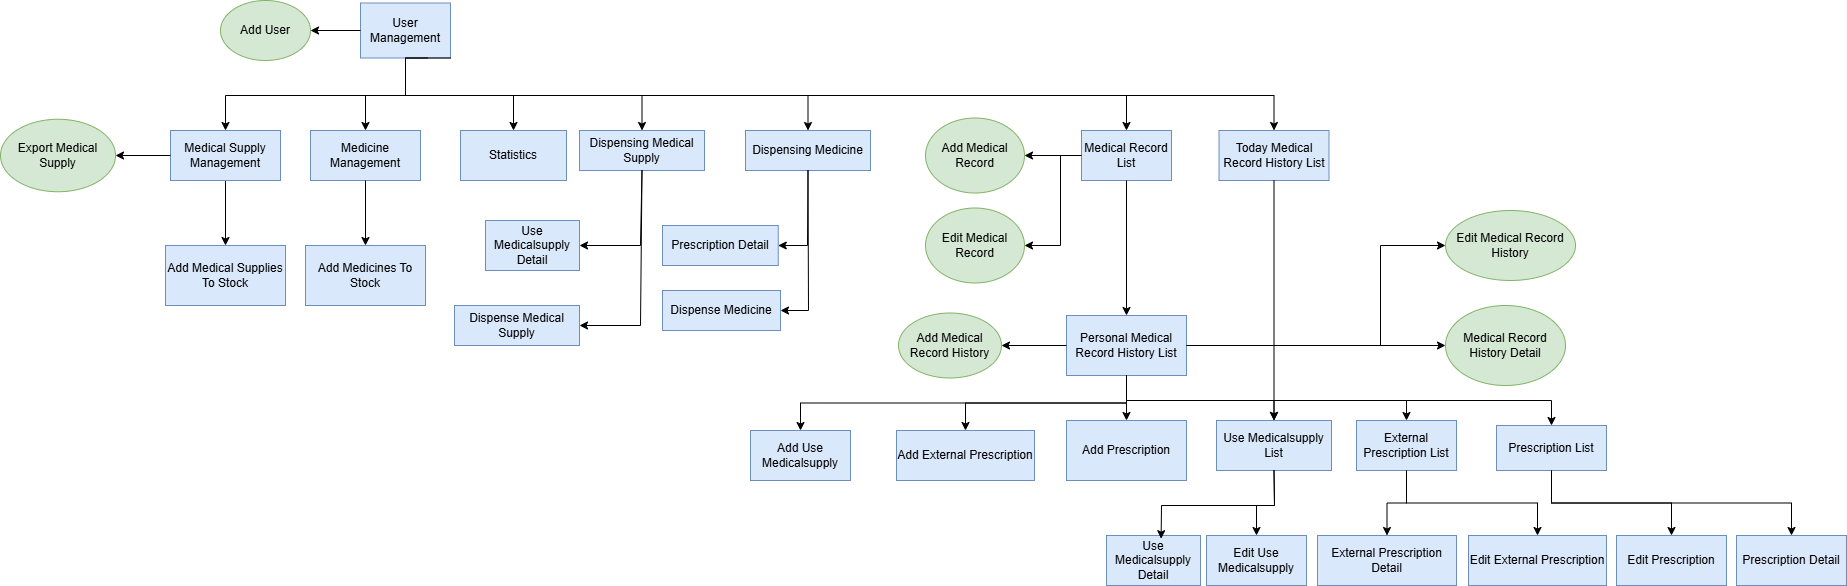 Add User
User
Management
Export Medical
Supply
Medical Supply
Management
Medicine
Management
Statistics
Dispensing Medical
Supply
Dispensing Medicine
Add Medical
Record
Medical Record
List
Today Medical
Record History List
Add Medical Supplies
To Stock
Add Medicines To
Stock
Use
Medicalsupply
Detail
Prescription Detail
Edit Medical
Record
Edit Medical Record
History
Dispense Medical
Supply
Dispense Medicine
Add Medical
Record History
Personal Medical
Record History List
Medical Record
History Detail
Add Use
Medicalsupply
Add External Prescription
Add Prescription
Use Medicalsupply
List
External
Prescription List
Prescription List
Use
Medicalsupply
Detail
Edit Use
Medicalsupply
External Prescription
Detail
Edit External Prescription
Edit Prescription
Prescription Detail